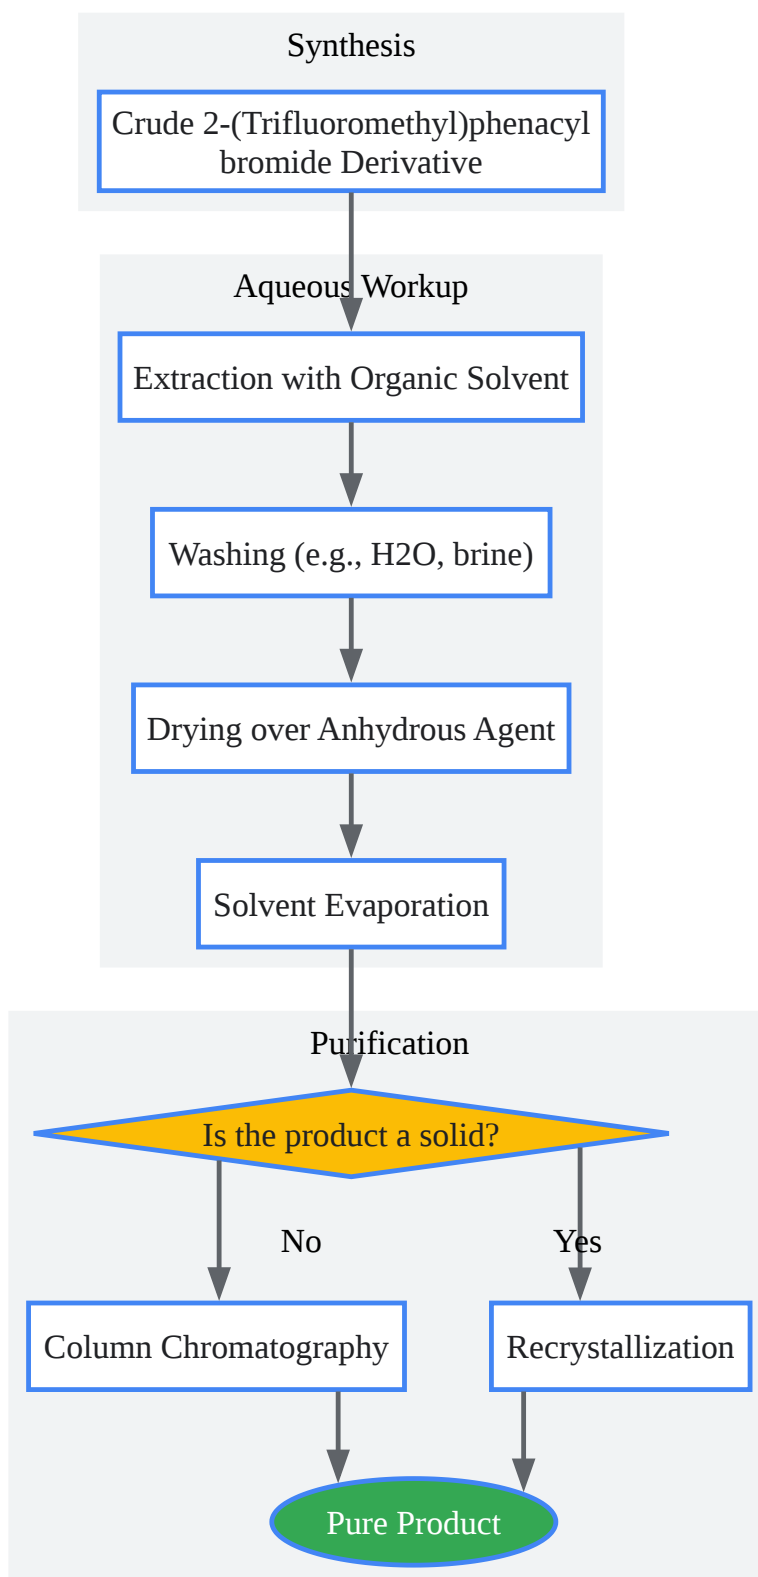 Synthesis
Crude 2-(Trifluoromethyl)phenacyl
bromide Derivative
Aqueous Workup
Extraction with Organic Solvent
Washing (e.g., H2O, brine)
Drying over Anhydrous Agent
Solvent Evaporation
Purification
Is the product a solid?
No
Yes
Column Chromatography
Recrystallization
Pure Product